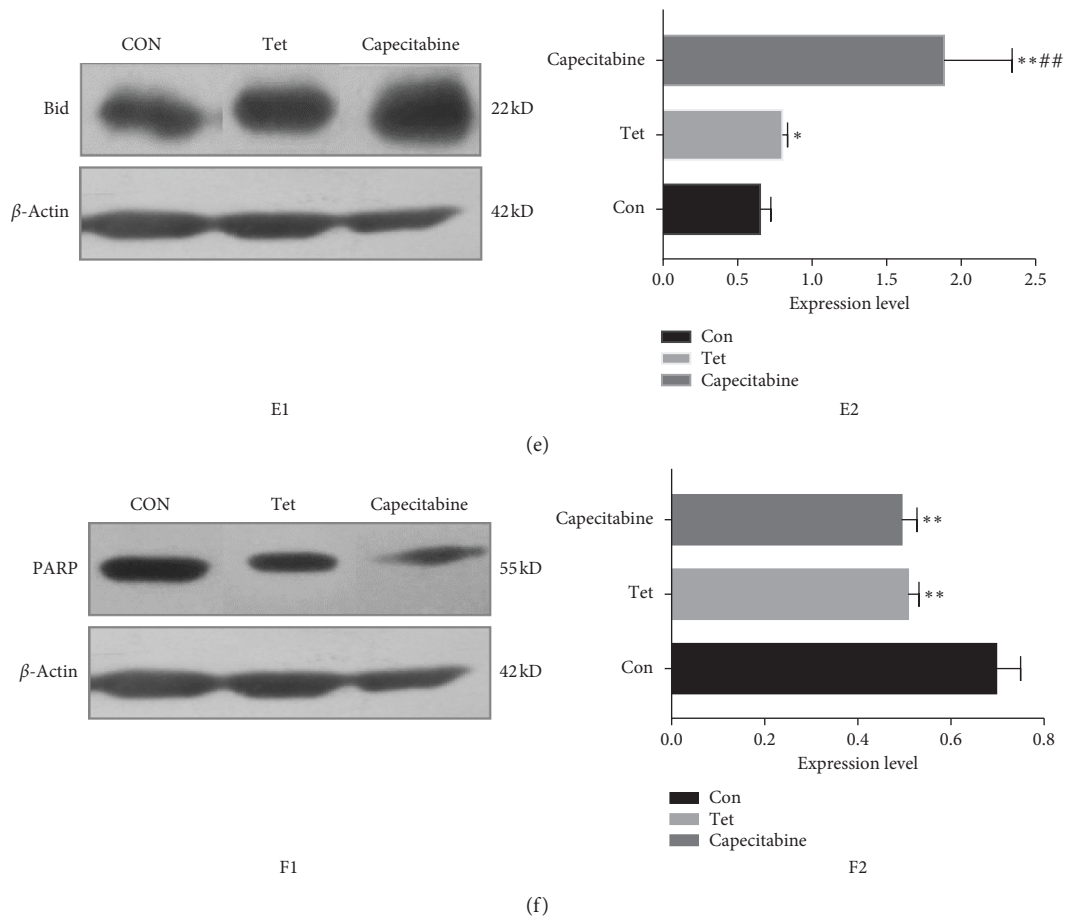 CON Tet Capecitabine
Bid 22 kD
β-Actin 42 kD
E1
Capecitabine **##
Tet *
Con
0.0 0.5 1.0 1.5 2.0 2.5
Expression level
Con
Tet
Capecitabine
E2
(e)
CON Tet Capecitabine
PARP 55 kD
β-Actin 42 kD
F1
Capecitabine **
Tet **
Con
0.0 0.2 0.4 0.6 0.8
Expression level
Con
Tet
Capecitabine
F2
(f)